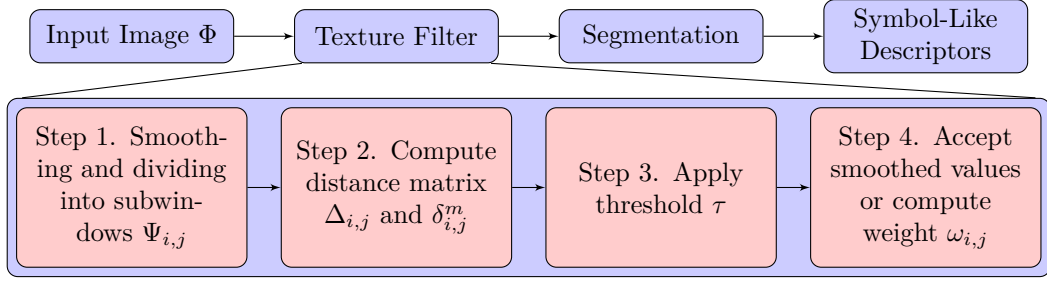 Input Image Φ
Texture Filter
Segmentation
Symbol-Like
Descriptors
Step 1. Smooth-
ing and dividing
into subwin-
dows Ψ_{i,j}
Step 2. Compute
distance matrix
Δ_{i,j} and δ^m_{i,j}
Step 3. Apply
threshold τ
Step 4. Accept
smoothed values
or compute
weight ω_{i,j}